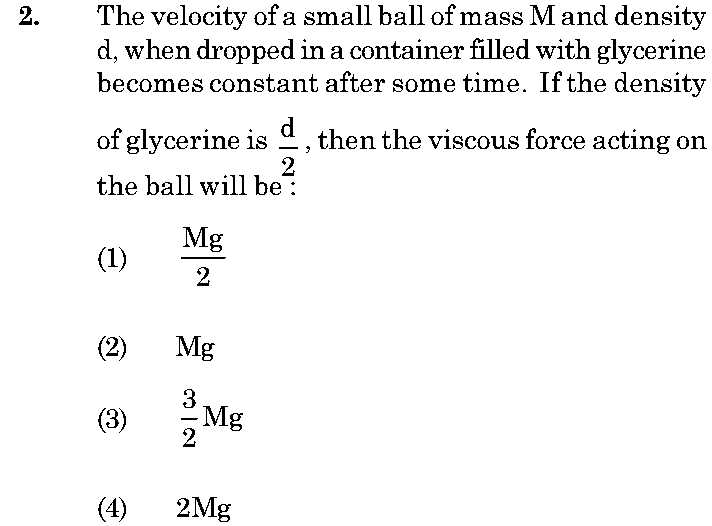 2. The velocity of a small ball of mass M and density
d, when dropped in a container filled with glycerine
becomes constant after some time. If the density
of glycerine is d/2, then the viscous force acting on
the ball will be :
(1) Mg/2
(2) Mg
(3) 3/2 Mg
(4) 2Mg